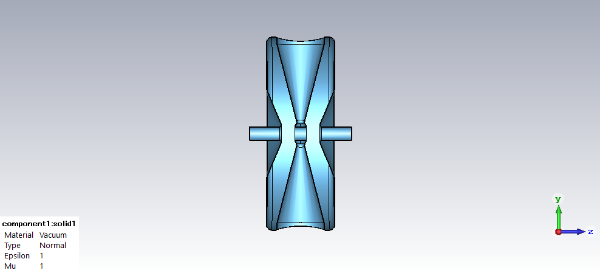 component1:solid1
Material Vacuum
Type Normal
Epsilon 1
Mu 1
Y
z